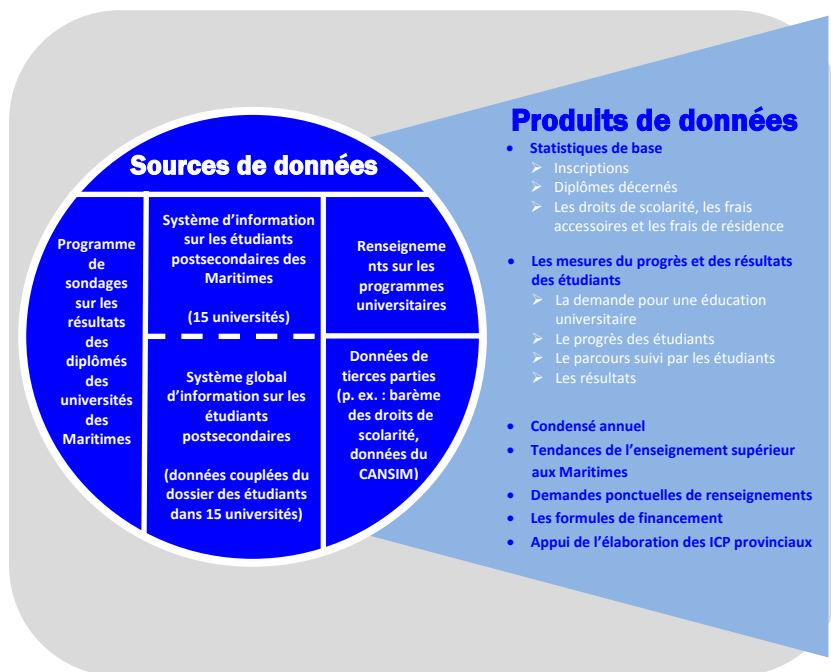 Sources de données
Programme
de
sondages
sur les
résultats
des
diplômés
des
universités
des
Maritimes
Système d'information
sur les étudiants
postsecondaires des
Maritimes
(15 universités)
Système global
d'information sur les
étudiants
postsecondaires
(données couplées du
dossier des étudiants
dans 15 universités)
Renseigneme
nts sur les
programmes
universitaires
Données de
tierces parties
(p. ex. : barème
des droits de
scolarité,
données du
CANSIM)
Produits de données
• Statistiques de base
➢ Inscriptions
➢ Diplômes décernés
➢ Les droits de scolarité, les frais
accessoires et les frais de résidence
• Les mesures du progrès et des résultats
des étudiants
➢ La demande pour une éducation
universitaire
➢ Le progrès des étudiants
➢ Le parcours suivi par les étudiants
➢ Les résultats
• Condensé annuel
• Tendances de l'enseignement supérieur
aux Maritimes
• Demandes ponctuelles de renseignements
• Les formules de financement
• Appui de l'élaboration des ICP provinciaux